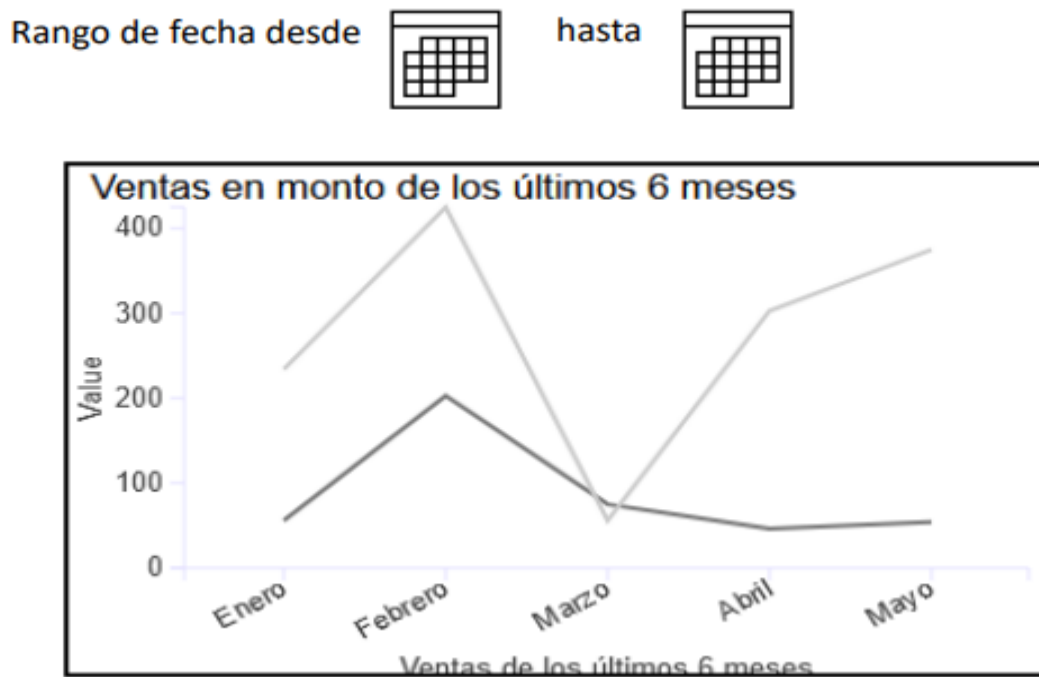 Rango de fecha desde hasta
Ventas en monto de los últimos 6 meses
400
300
200
100
0
Value
Enero Febrero Marzo Abril Mayo
Ventas de los últimos 6 meses